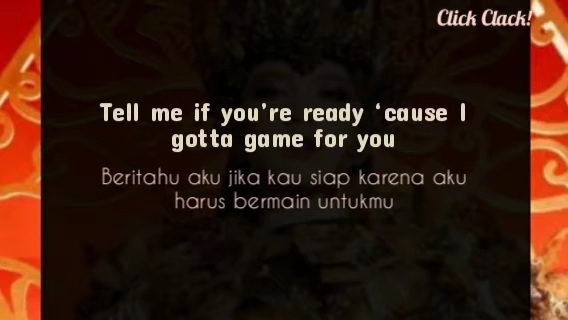 Click Clack!
Tell me if you're ready ‘cause I
gotta game for you
Beritahu aku jika kau siap karena aku
harus bermain untukmu